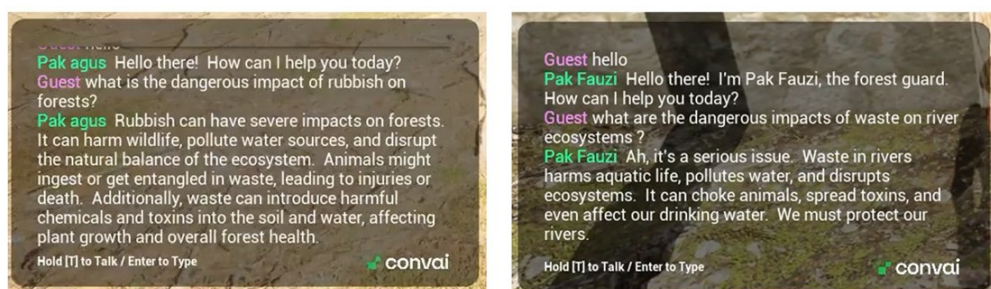 Guest hello
Pak agus Hello there! How can I help you today?
Guest what is the dangerous impact of rubbish on
forests?
Pak agus Rubbish can have severe impacts on forests.
It can harm wildlife, pollute water sources, and disrupt
the natural balance of the ecosystem. Animals might
ingest or get entangled in waste, leading to injuries or
death. Additionally, waste can introduce harmful
chemicals and toxins into the soil and water, affecting
plant growth and overall forest health.
Hold [T] to Talk / Enter to Type
convai
Guest hello
Pak Fauzi Hello there! I'm Pak Fauzi, the forest guard.
How can I help you today?
Guest what are the dangerous impacts of waste on river
ecosystems ?
Pak Fauzi Ah, it's a serious issue. Waste in rivers
harms aquatic life, pollutes water, and disrupts
ecosystems. It can choke animals, spread toxins, and
even affect our drinking water. We must protect our
rivers.
Hold [T] to Talk / Enter to Type
convai